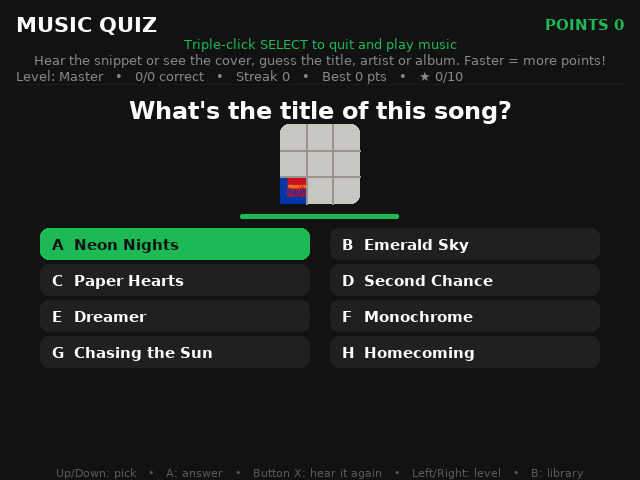 MUSIC QUIZ
POINTS 0
Triple-click SELECT to quit and play music
Hear the snippet or see the cover, guess the title, artist or album. Faster = more points!
Level: Master • 0/0 correct • Streak 0 • Best 0 pts • ★ 0/10
What's the title of this song?
A Neon Nights
B Emerald Sky
C Paper Hearts
D Second Chance
E Dreamer
F Monochrome
G Chasing the Sun
H Homecoming
Up/Down: pick • A: answer • Button X: hear it again • Left/Right: level • B: library